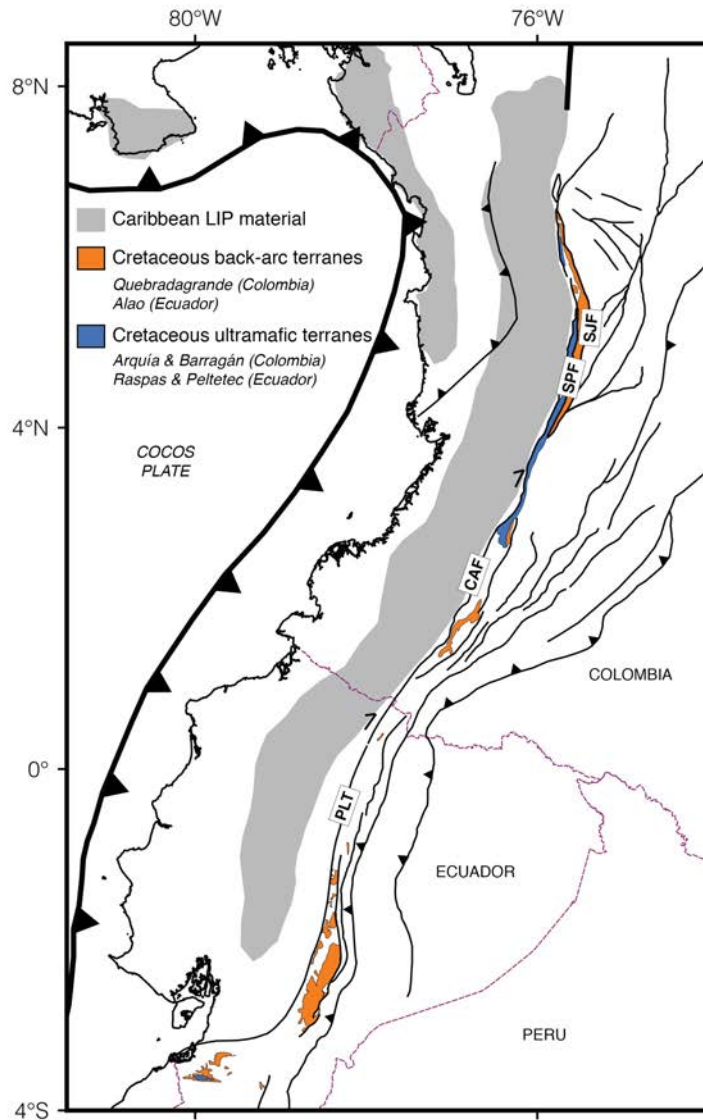 80°W
76°W
8°N
Caribbean LIP material
Cretaceous back-arc terranes
Quebradagrande (Colombia)
Alao (Ecuador)
Cretaceous ultramafic terranes
Arquía & Barragán (Colombia)
Raspas & Peltetec (Ecuador)
SJF
SPF
4°N
COCOS
PLATE
CAF
COLOMBIA
0°
PLT
ECUADOR
PERU
4°S